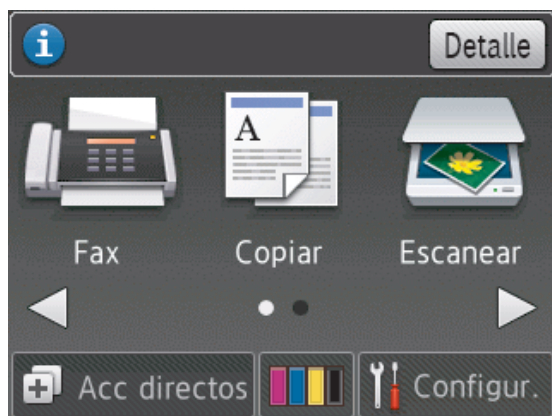 i
Detalle
A
Fax
Copiar
Escanear
Acc directos
Configur.